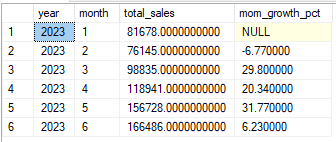 year month total_sales mom_growth_pct
1 2023 1 81678.0000000000 NULL
2 2023 2 76145.0000000000 -6.770000
3 2023 3 98835.0000000000 29.800000
4 2023 4 118941.0000000000 20.340000
5 2023 5 156728.0000000000 31.770000
6 2023 6 166486.0000000000 6.230000